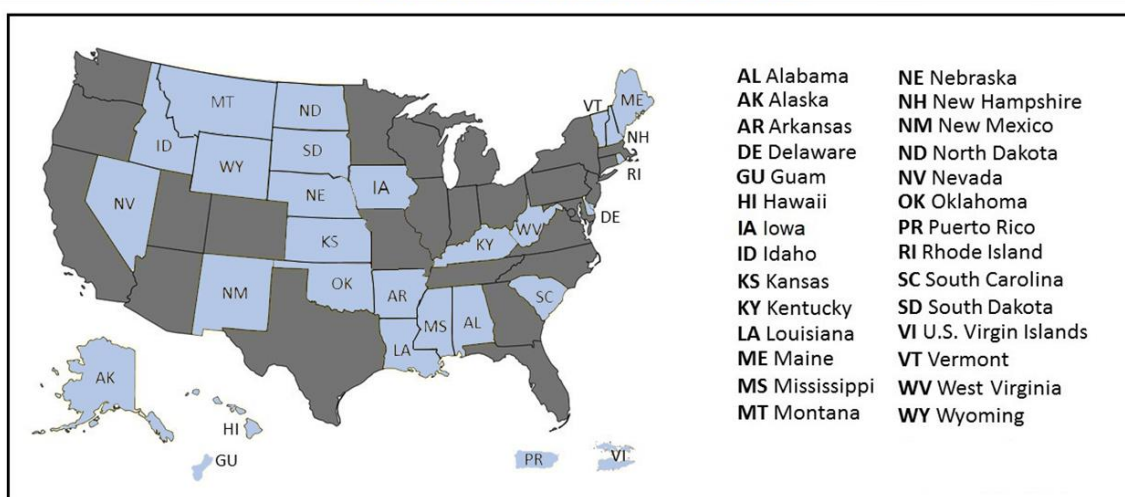 MT
ND
ME
VT
NH
ID
SD
WY
RI
NE
IA
NV
DE
WV
KS
KY
OK
NM
AR
SC
MS
AL
LA
AK
HI
GU
PR
VI
AL Alabama
AK Alaska
AR Arkansas
DE Delaware
GU Guam
HI Hawaii
IA Iowa
ID Idaho
KS Kansas
KY Kentucky
LA Louisiana
ME Maine
MS Mississippi
MT Montana
NE Nebraska
NH New Hampshire
NM New Mexico
ND North Dakota
NV Nevada
OK Oklahoma
PR Puerto Rico
RI Rhode Island
SC South Carolina
SD South Dakota
VI U.S. Virgin Islands
VT Vermont
WV West Virginia
WY Wyoming